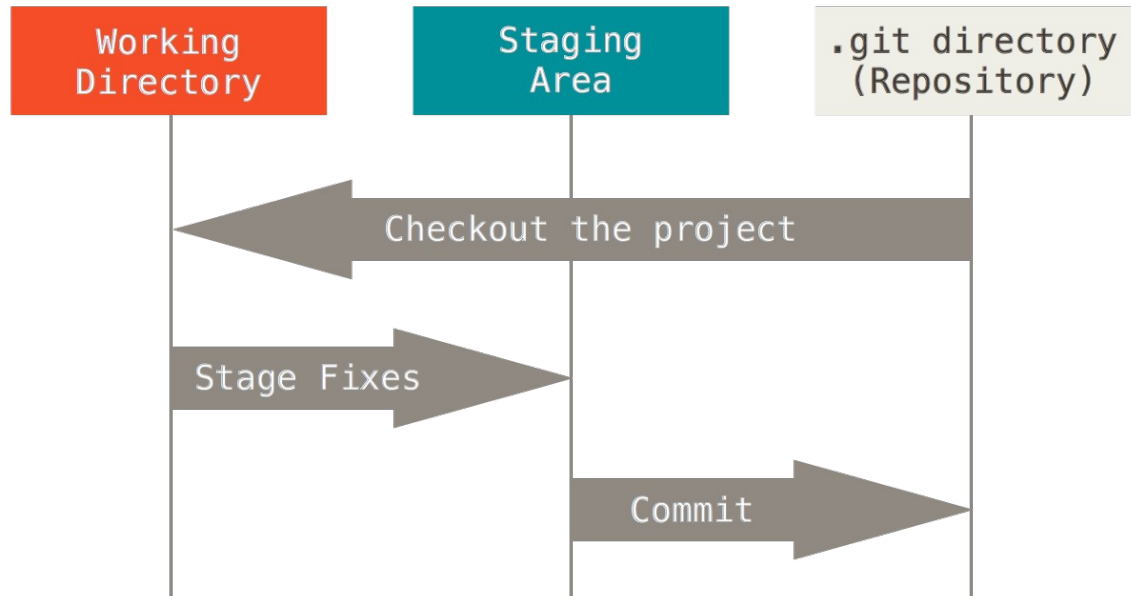 Working
Directory
Staging
Area
.git directory
(Repository)
Checkout the project
Stage Fixes
Commit